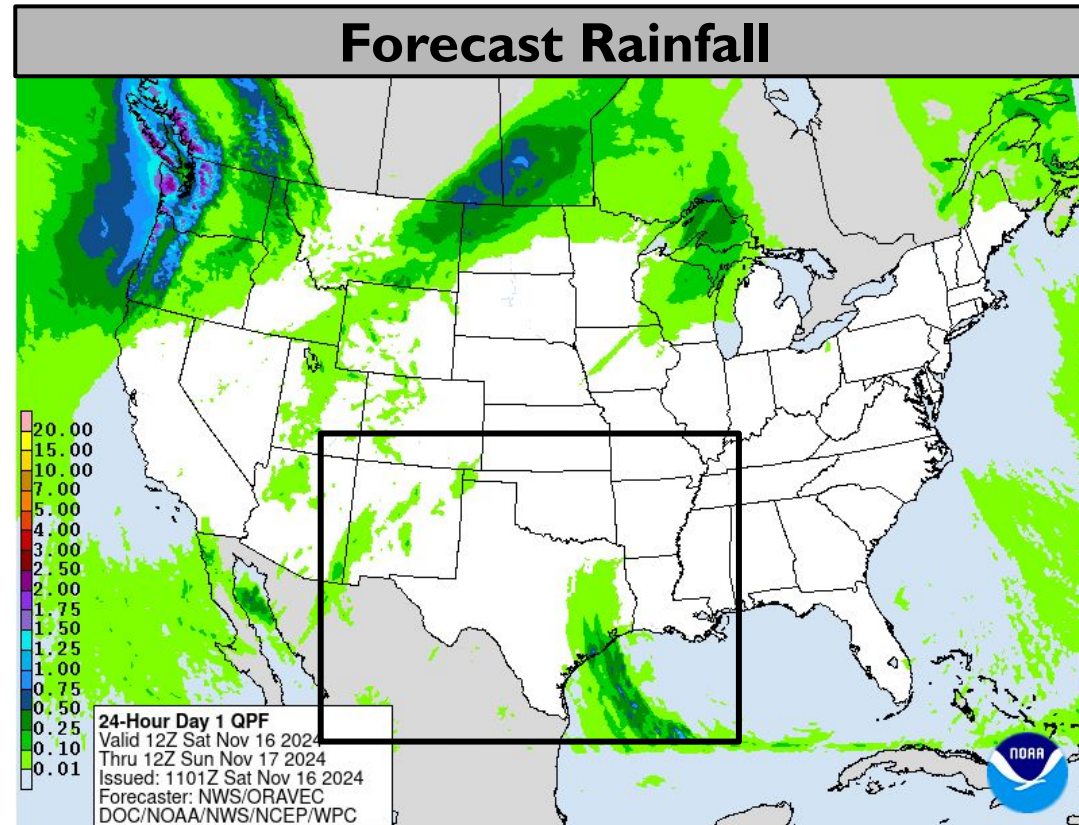 Forecast Rainfall
20.00
15.00
10.00
7.00
5.00
4.00
3.00
2.50
2.00
1.75
1.50
1.25
1.00
0.75
0.50
0.25
0.10
0.01
24-Hour Day 1 QPF
Valid 12Z Sat Nov 16 2024
Thru 12Z Sun Nov 17 2024
Issued: 1101Z Sat Nov 16 2024
Forecaster: NWS/ORAVEC
DOC/NOAA/NWS/NCEP/WPC
NOAA